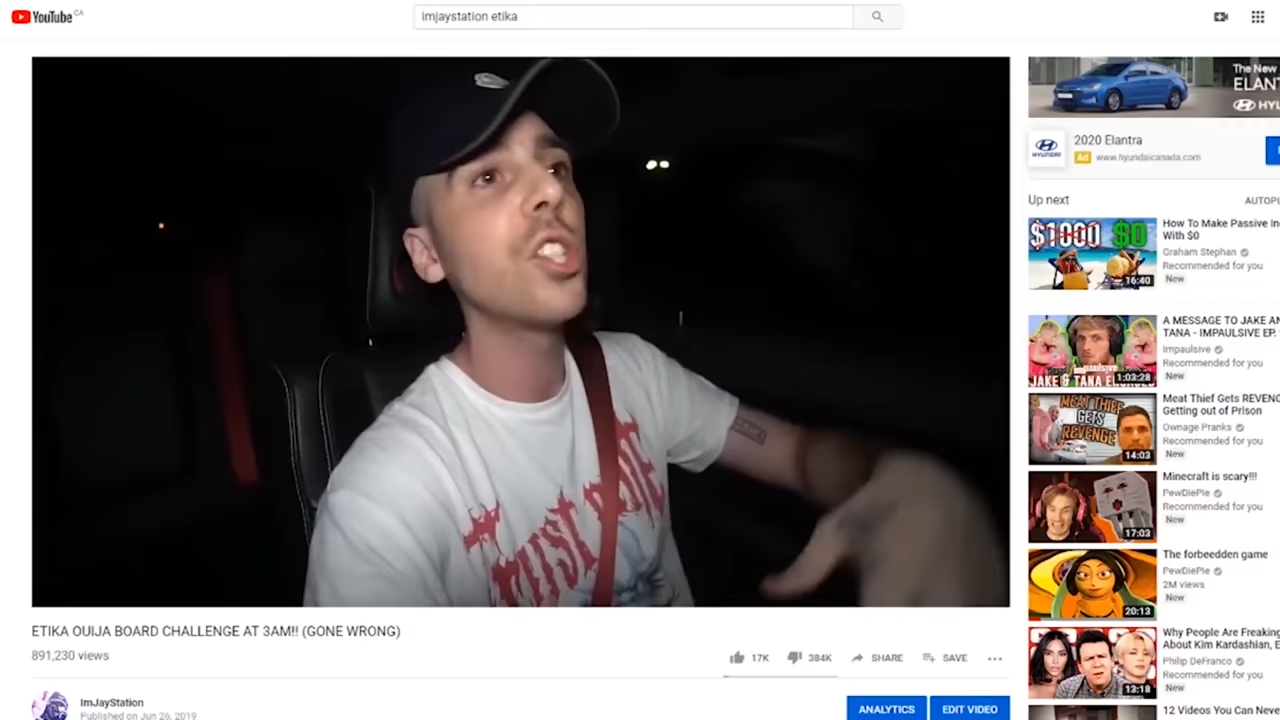 YouTube CA
imjaystation etika
The New
ELAN
HY
HYUNDAI
2020 Elantra
Ad www.hyundaicanada.com
Up next
AUTOPL
$1000 $0
16:40
How To Make Passive In
With $0
Graham Stephan
Recommended for you
New
IMPAULSIVE
JAKE & TANA
1:03:28
A MESSAGE TO JAKE AN
TANA - IMPAULSIVE EP.
Impaulsive
Recommended for you
New
MEAT THIEF
GETS
REVENGE
14:03
Meat Thief Gets REVENG
Getting out of Prison
Ownage Pranks
Recommended for you
New
17:03
Minecraft is scary!!!
PewDiePie
Recommended for you
New
20:13
The forbeedden game
PewDiePie
2M views
New
13:18
Why People Are Freaking
About Kim Kardashian, E
Philip DeFranco
Recommended for you
New
12 Videos You Can Neve
ETIKA OUIJA BOARD CHALLENGE AT 3AM!! (GONE WRONG)
891,230 views
17K
384K
SHARE
SAVE
ImJayStation
Published on Jun 26, 2019
ANALYTICS
EDIT VIDEO